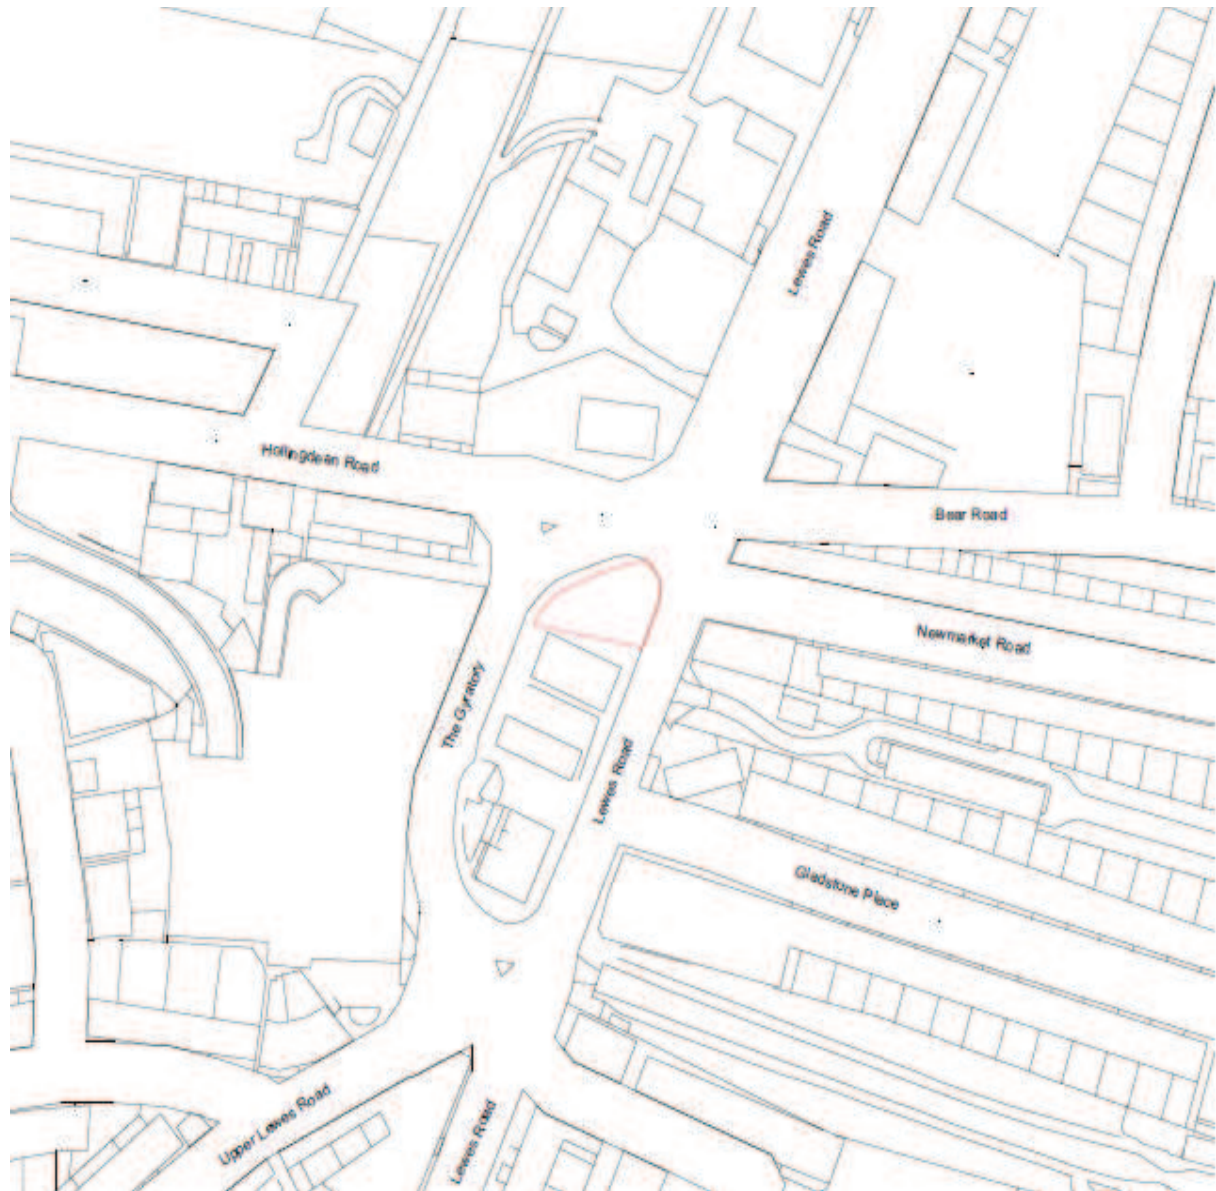 Lewes Road
Hollingdean Road
Bear Road
Newmarket Road
The Gyratory
Lewes Road
Gladstone Place
Upper Lewes Road
Lewes Road